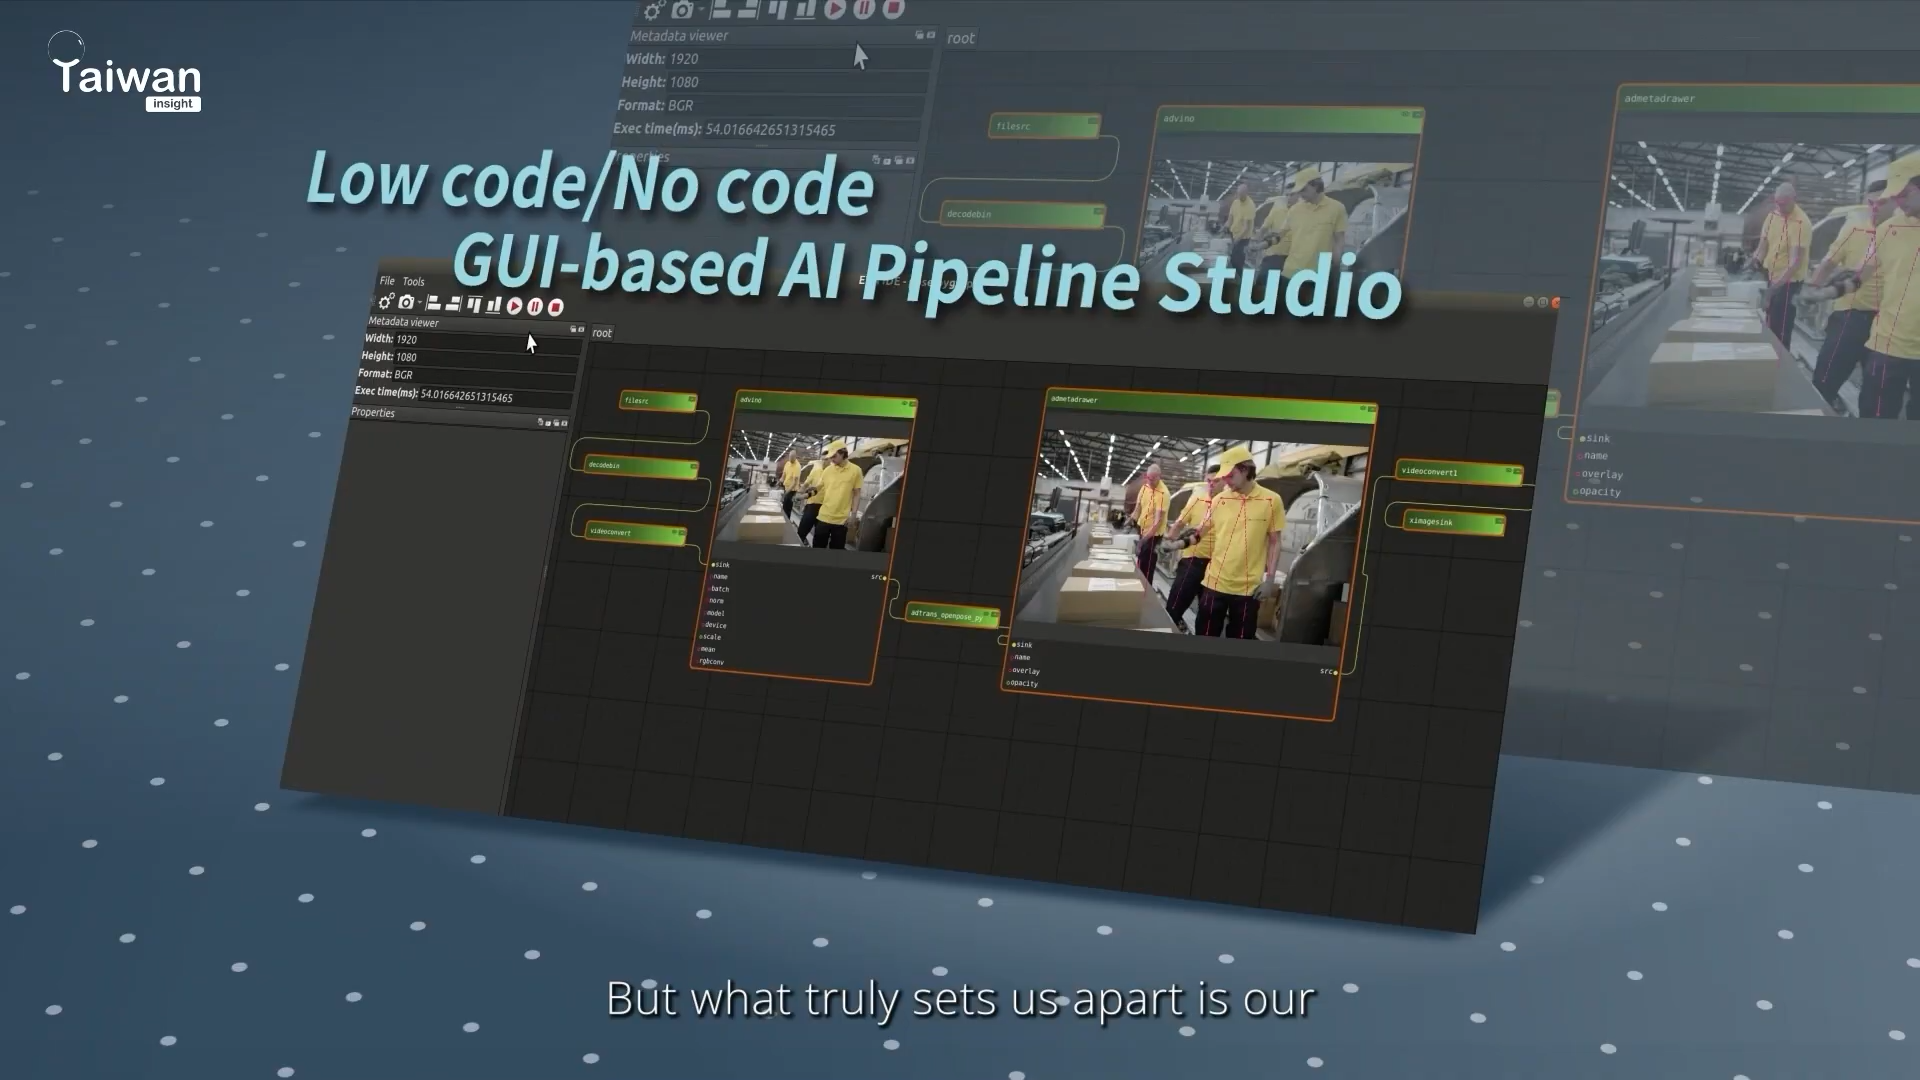 Taiwan
insight
Metadata viewer
Width: 1920
Height: 1080
Format: BGR
Exec time(ms): 54.016642651315465
root
filesrc
decodebin
advino
admetadrawer
sink
name
overlay
opacity
Low code/No code
GUI-based AI Pipeline Studio
File Tools
Metadata viewer
Width: 1920
Height: 1080
Format: BGR
Exec time(ms): 54.016642651315465
Properties
root
filesrc
decodebin
videoconvert
advino
sink
src
name
batch
norm
model
device
scale
mean
rgbconv
adtrans_openpose_py
admetadrawer
sink
name
overlay
opacity
src
videoconvert1
ximagesink
But what truly sets us apart is our